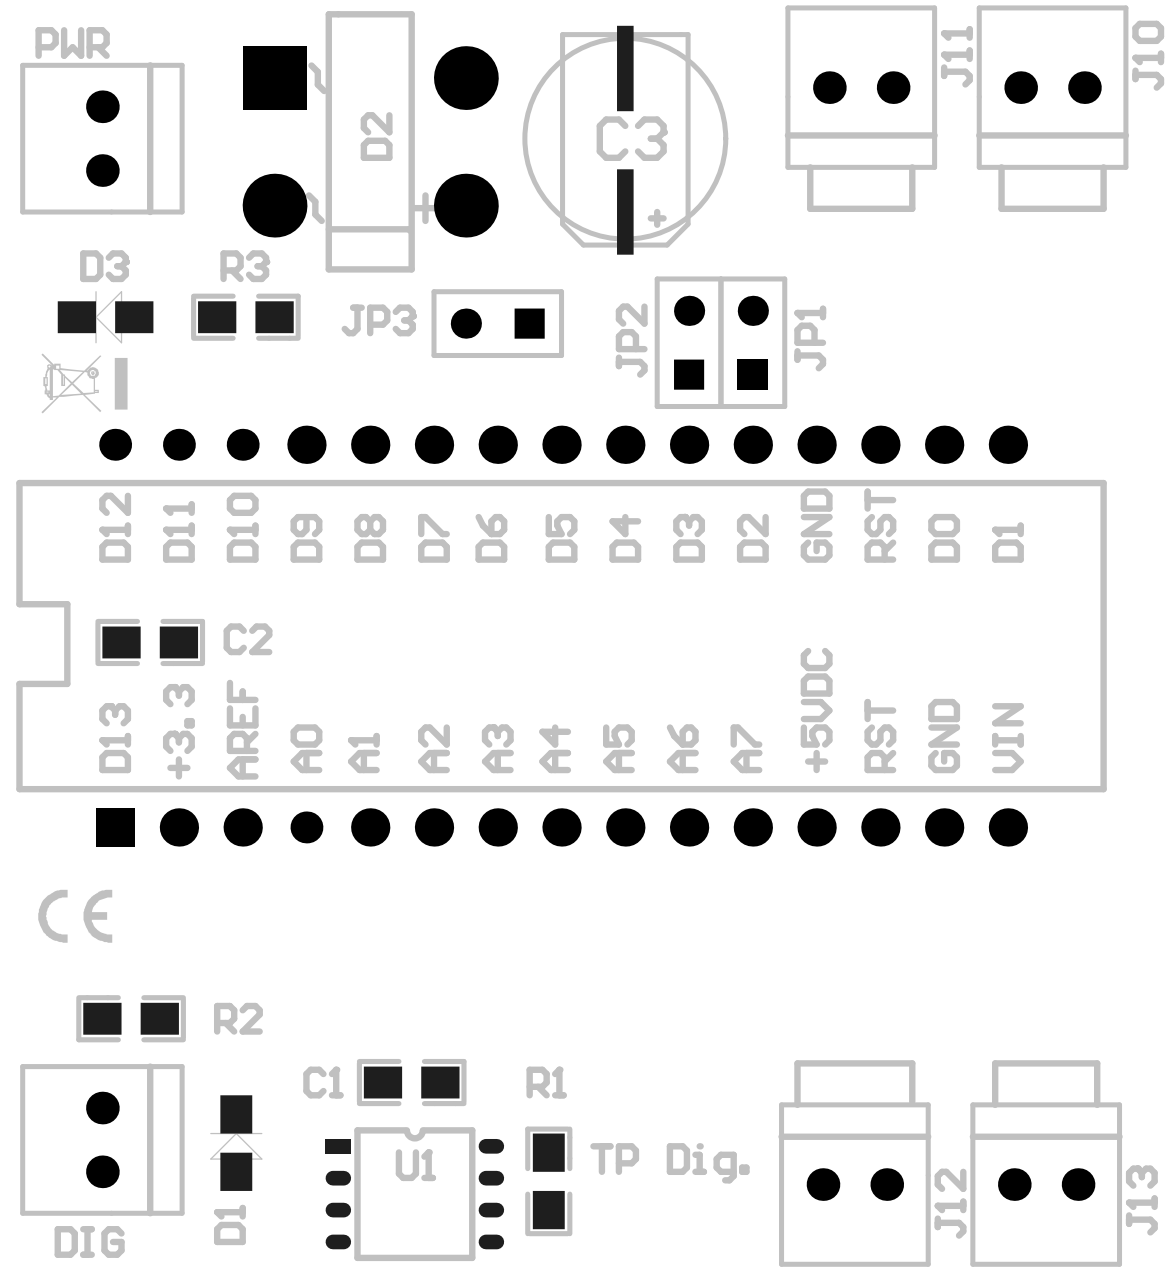 PWR
D2
C3
+
+
J11
J10
D3
R3
JP3
JP2
JP1
D12
D11
D10
D9
D8
D7
D6
D5
D4
D3
D2
GND
RST
D0
D1
C2
D13
+3.3
AREF
A0
A1
A2
A3
A4
A5
A6
A7
+5VDC
RST
GND
VIN
CE
R2
C1
R1
U1
TP Dig.
D1
DIG
J12
J13